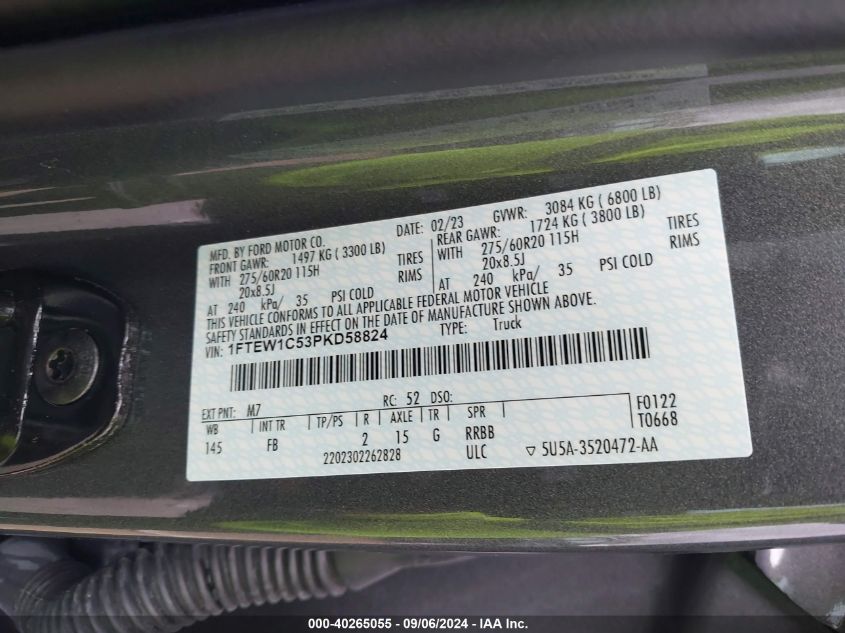 MFD. BY FORD MOTOR CO. DATE: 02/23 GVWR: 3084 KG ( 6800 LB)
FRONT GAWR: 1497 KG ( 3300 LB) REAR GAWR: 1724 KG ( 3800 LB)
WITH 275/60R20 115H TIRES WITH 275/60R20 115H TIRES
20x8.5J RIMS 20x8.5J RIMS
AT 240 kPa/ 35 PSI COLD AT 240 kPa/ 35 PSI COLD
THIS VEHICLE CONFORMS TO ALL APPLICABLE FEDERAL MOTOR VEHICLE
SAFETY STANDARDS IN EFFECT ON THE DATE OF MANUFACTURE SHOWN ABOVE.
VIN: 1FTEW1C53PKD58824 TYPE: Truck
EXT PNT: M7 RC: 52 DSO: F0122
WB INT TR TP/PS R AXLE TR SPR T0668
145 FB 2 15 G RRBB
2202302262828 ULC ▽ 5U5A-3520472-AA
000-40265055 - 09/06/2024 - IAA Inc.